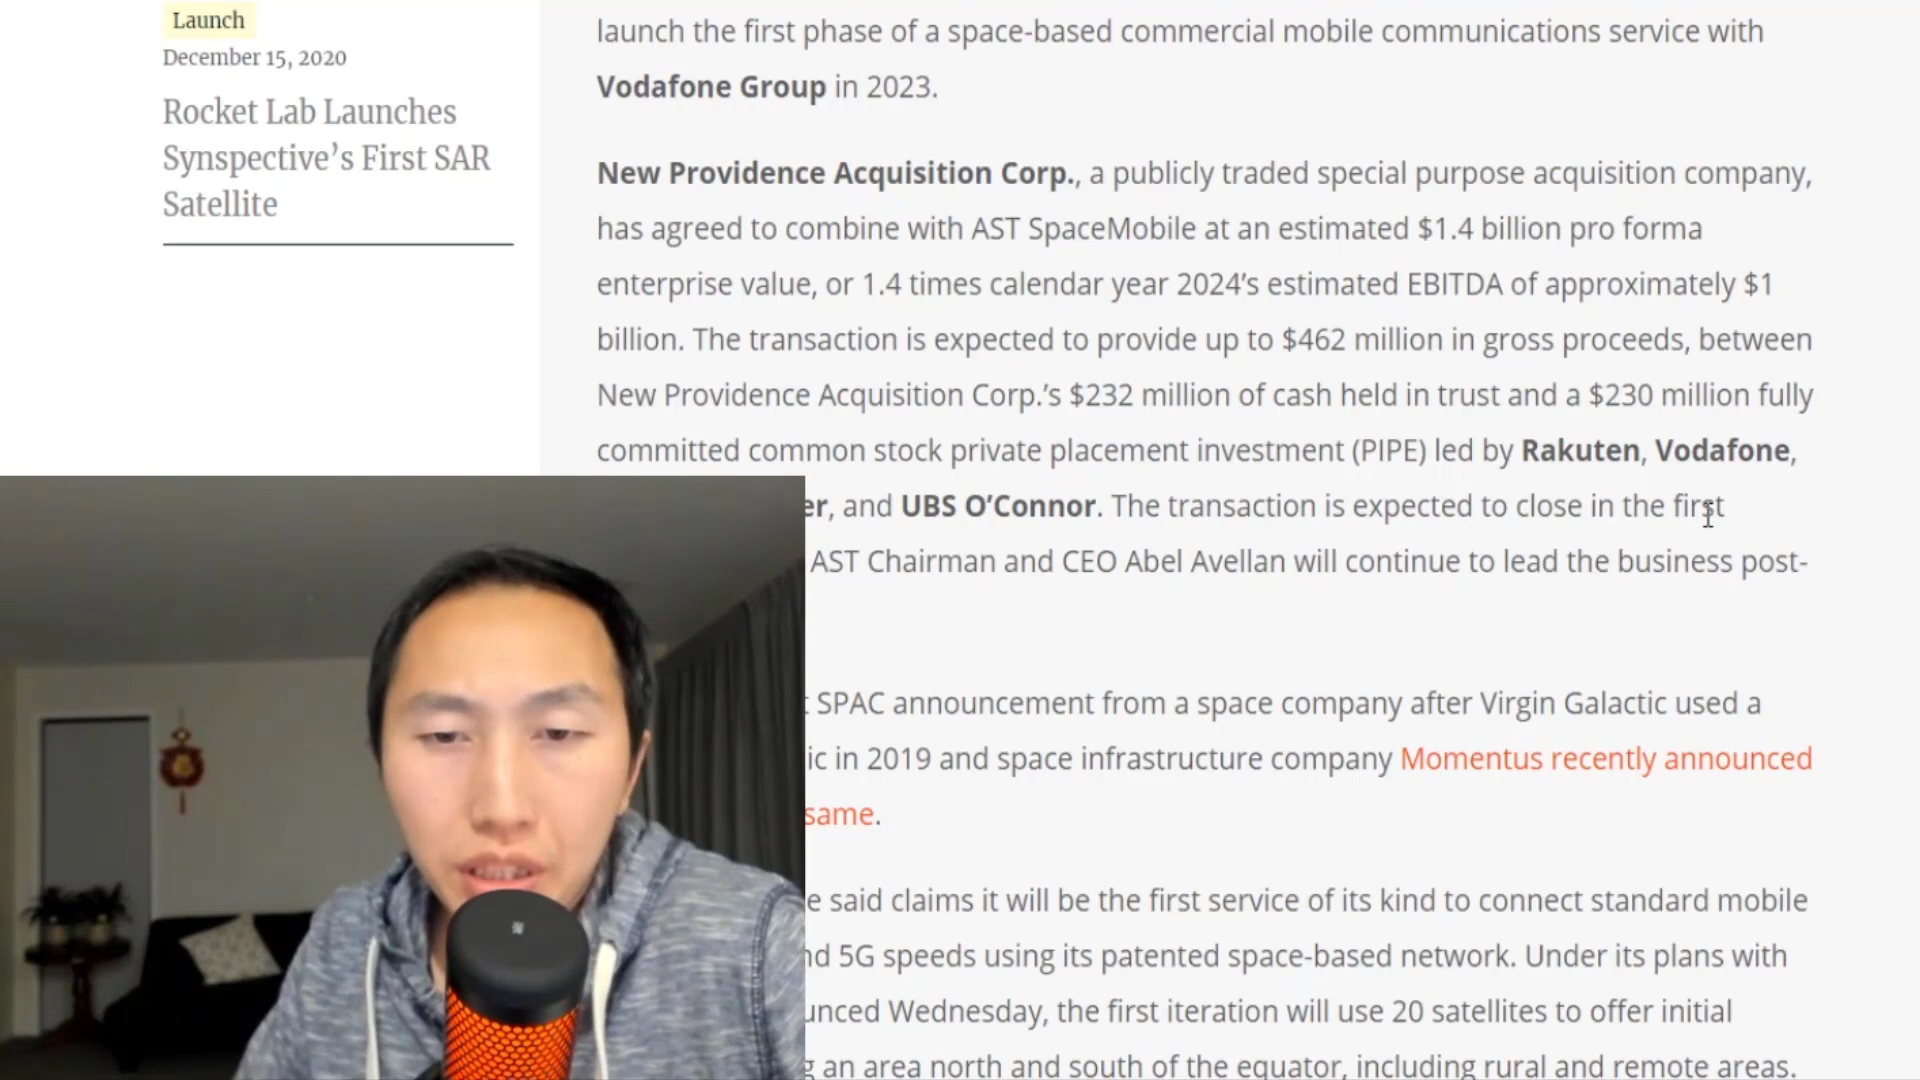 Launch
December 15, 2020
Rocket Lab Launches
Synspective’s First SAR
Satellite
launch the first phase of a space-based commercial mobile communications service with
Vodafone Group in 2023.
New Providence Acquisition Corp., a publicly traded special purpose acquisition company,
has agreed to combine with AST SpaceMobile at an estimated $1.4 billion pro forma
enterprise value, or 1.4 times calendar year 2024’s estimated EBITDA of approximately $1
billion. The transaction is expected to provide up to $462 million in gross proceeds, between
New Providence Acquisition Corp.’s $232 million of cash held in trust and a $230 million fully
committed common stock private placement investment (PIPE) led by Rakuten, Vodafone,
er, and UBS O’Connor. The transaction is expected to close in the first
AST Chairman and CEO Abel Avellan will continue to lead the business post-
SPAC announcement from a space company after Virgin Galactic used a
ic in 2019 and space infrastructure company Momentus recently announced
same.
e said claims it will be the first service of its kind to connect standard mobile
nd 5G speeds using its patented space-based network. Under its plans with
unced Wednesday, the first iteration will use 20 satellites to offer initial
an area north and south of the equator, including rural and remote areas.